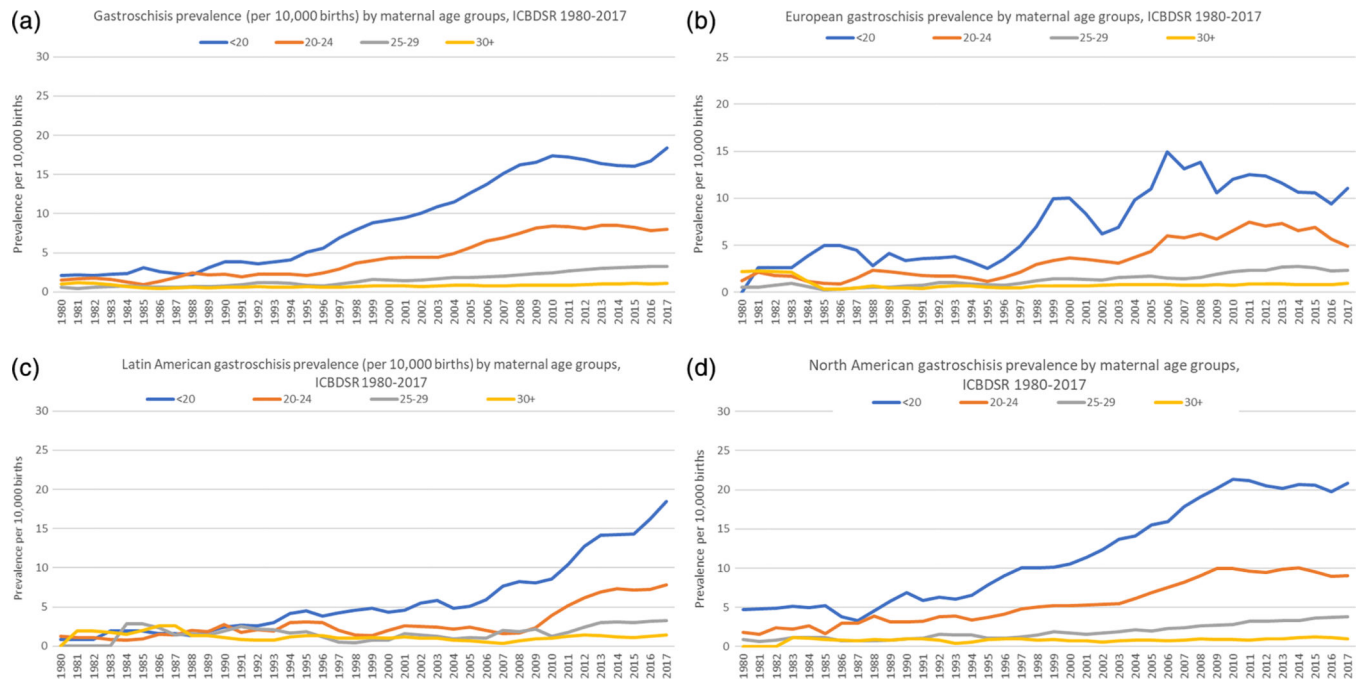 (a)
Gastroschisis prevalence (per 10,000 births) by maternal age groups, ICBDSR 1980-2017
<20 20-24 25-29 30+
Prevalence per 10,000 births
30
25
20
15
10
5
0
1980 1981 1982 1983 1984 1985 1986 1987 1988 1989 1990 1991 1992 1993 1994 1995 1996 1997 1998 1999 2000 2001 2002 2003 2004 2005 2006 2007 2008 2009 2010 2011 2012 2013 2014 2015 2016 2017
(b)
European gastroschisis prevalence by maternal age groups, ICBDSR 1980-2017
<20 20-24 25-29 30+
Prevalence per 10,000 births
25
20
15
10
5
0
1980 1981 1982 1983 1984 1985 1986 1987 1988 1989 1990 1991 1992 1993 1994 1995 1996 1997 1998 1999 2000 2001 2002 2003 2004 2005 2006 2007 2008 2009 2010 2011 2012 2013 2014 2015 2016 2017
(c)
Latin American gastroschisis prevalence (per 10,000 births) by maternal age groups,
ICBDSR 1980-2017
<20 20-24 25-29 30+
Prevalence per 10,000 births
30
25
20
15
10
5
0
1980 1981 1982 1983 1984 1985 1986 1987 1988 1989 1990 1991 1992 1993 1994 1995 1996 1997 1998 1999 2000 2001 2002 2003 2004 2005 2006 2007 2008 2009 2010 2011 2012 2013 2014 2015 2016 2017
(d)
North American gastroschisis prevalence by maternal age groups,
ICBDSR 1980-2017
<20 20-24 25-29 30+
Prevalence per 10,000 births
30
25
20
15
10
5
0
1980 1981 1982 1983 1984 1985 1986 1987 1988 1989 1990 1991 1992 1993 1994 1995 1996 1997 1998 1999 2000 2001 2002 2003 2004 2005 2006 2007 2008 2009 2010 2011 2012 2013 2014 2015 2016 2017